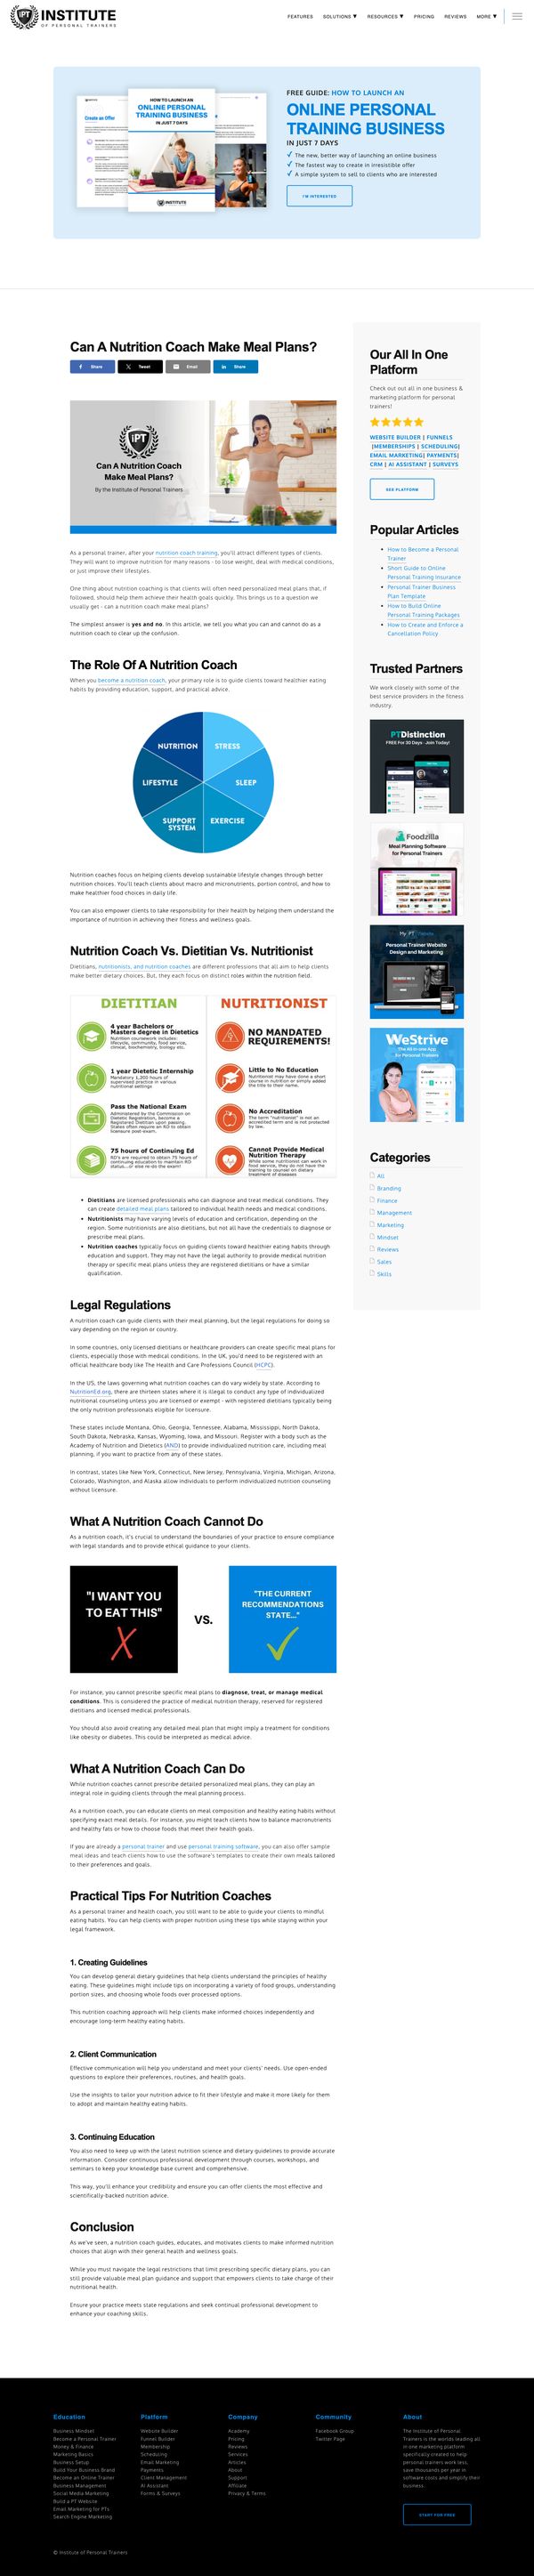 INSTITUTE
OF PERSONAL TRAINERS
FEATURES SOLUTIONS ▼ RESOURCES ▼ PRICING REVIEWS MORE ▼
Create an Offer
HOW TO LAUNCH AN
ONLINE PERSONAL
TRAINING BUSINESS
IN JUST 7 DAYS
INSTITUTE
FREE GUIDE: HOW TO LAUNCH AN
ONLINE PERSONAL
TRAINING BUSINESS
IN JUST 7 DAYS
The new, better way of launching an online business
The fastest way to create in irresistible offer
A simple system to sell to clients who are interested
I'M INTERESTED
Can A Nutrition Coach Make Meal Plans?
Share
Tweet
Email
Share
IPT
Can A Nutrition Coach
Make Meal Plans?
By the Institute of Personal Trainers
As a personal trainer, after your nutrition coach training, you'll attract different types of clients.
They will want to improve nutrition for many reasons - to lose weight, deal with medical conditions,
or just improve their lifestyles.
One thing about nutrition coaching is that clients will often need personalized meal plans that, if
followed, should help them achieve their health goals quickly. This brings us to a question we
usually get - can a nutrition coach make meal plans?
The simplest answer is yes and no. In this article, we tell you what you can and cannot do as a
nutrition coach to clear up the confusion.
The Role Of A Nutrition Coach
When you become a nutrition coach, your primary role is to guide clients toward healthier eating
habits by providing education, support, and practical advice.
NUTRITION
STRESS
LIFESTYLE
SLEEP
SUPPORT
SYSTEM
EXERCISE
Nutrition coaches focus on helping clients develop sustainable lifestyle changes through better
nutrition choices. You'll teach clients about macro and micronutrients, portion control, and how to
make healthier food choices in daily life.
You can also empower clients to take responsibility for their health by helping them understand the
importance of nutrition in achieving their fitness and wellness goals.
Nutrition Coach Vs. Dietitian Vs. Nutritionist
Dietitians, nutritionists, and nutrition coaches are different professions that all aim to help clients
make better dietary choices. But, they each focus on distinct roles within the nutrition field.
DIETITIAN
4 year Bachelors or
Masters degree in Dietetics
Nutrition coursework includes:
lifecycle, community, food service,
clinical, biochemistry, biology etc.
1 year Dietetic Internship
Mandatory 1,200 hours of
supervised practice in various
nutritional settings
Pass the National Exam
Administered by the Commission on
Dietetic Registration, become a
Registered Dietitian upon passing.
States often require an RD to obtain
licensure post-exam.
75 hours of Continuing Ed
RD's are required to obtain 75 hours of
continuing education to maintain RD
status...or else re-do the exam!
NUTRITIONIST
NO MANDATED
REQUIREMENTS!
Little to No Education
Nutritionist may have done a short
course in nutrition or simply added
the title to their name.
No Accreditation
The term "nutritionist" is not an
accredited term and is not protected
by law.
Cannot Provide Medical
Nutrition Therapy
While some nutritionist work in
food service, they do not have the
training to counsel on dietary
treatment of diseases.
Dietitians are licensed professionals who can diagnose and treat medical conditions. They
can create detailed meal plans tailored to individual health needs and medical conditions.
Nutritionists may have varying levels of education and certification, depending on the
region. Some nutritionists are also dietitians, but not all have the credentials to diagnose or
prescribe meal plans.
Nutrition coaches typically focus on guiding clients toward healthier eating habits through
education and support. They may not have the legal authority to provide medical nutrition
therapy or specific meal plans unless they are registered dietitians or have a similar
qualification.
Legal Regulations
A nutrition coach can guide clients with their meal planning, but the legal regulations for doing so
vary depending on the region or country.
In some countries, only licensed dietitians or healthcare providers can create specific meal plans for
clients, especially those with medical conditions. In the UK, you'd need to be registered with an
official healthcare body like The Health and Care Professions Council (HCPC).
In the US, the laws governing what nutrition coaches can do vary widely by state. According to
NutritionEd.org, there are thirteen states where it is illegal to conduct any type of individualized
nutritional counseling unless you are licensed or exempt - with registered dietitians typically being
the only nutrition professionals eligible for licensure.
These states include Montana, Ohio, Georgia, Tennessee, Alabama, Mississippi, North Dakota,
South Dakota, Nebraska, Kansas, Wyoming, Iowa, and Missouri. Register with a body such as the
Academy of Nutrition and Dietetics (AND) to provide individualized nutrition care, including meal
planning, if you want to practice from any of these states.
In contrast, states like New York, Connecticut, New Jersey, Pennsylvania, Virginia, Michigan, Arizona,
Colorado, Washington, and Alaska allow individuals to perform individualized nutrition counseling
without licensure.
What A Nutrition Coach Cannot Do
As a nutrition coach, it's crucial to understand the boundaries of your practice to ensure compliance
with legal standards and to provide ethical guidance to your clients.
"I WANT YOU
TO EAT THIS"
VS.
"THE CURRENT
RECOMMENDATIONS
STATE..."
For instance, you cannot prescribe specific meal plans to diagnose, treat, or manage medical
conditions. This is considered the practice of medical nutrition therapy, reserved for registered
dietitians and licensed medical professionals.
You should also avoid creating any detailed meal plan that might imply a treatment for conditions
like obesity or diabetes. This could be interpreted as medical advice.
What A Nutrition Coach Can Do
While nutrition coaches cannot prescribe detailed personalized meal plans, they can play an
integral role in guiding clients through the meal planning process.
As a nutrition coach, you can educate clients on meal composition and healthy eating habits without
specifying exact meal details. For instance, you might teach clients how to balance macronutrients
and healthy fats or how to choose foods that meet their health goals.
If you are already a personal trainer and use personal training software, you can also offer sample
meal ideas and teach clients how to use the software's templates to create their own meals tailored
to their preferences and goals.
Practical Tips For Nutrition Coaches
As a personal trainer and health coach, you still want to be able to guide your clients to mindful
eating habits. You can help clients with proper nutrition using these tips while staying within your
legal framework.
1. Creating Guidelines
You can develop general dietary guidelines that help clients understand the principles of healthy
eating. These guidelines might include tips on incorporating a variety of food groups, understanding
portion sizes, and choosing whole foods over processed options.
This nutrition coaching approach will help clients make informed choices independently and
encourage long-term healthy eating habits.
2. Client Communication
Effective communication will help you understand and meet your clients' needs. Use open-ended
questions to explore their preferences, routines, and health goals.
Use the insights to tailor your nutrition advice to fit their lifestyle and make it more likely for them
to adopt and maintain healthy eating habits.
3. Continuing Education
You also need to keep up with the latest nutrition science and dietary guidelines to provide accurate
information. Consider continuous professional development through courses, workshops, and
seminars to keep your knowledge base current and comprehensive.
This way, you'll enhance your credibility and ensure you can offer clients the most effective and
scientifically-backed nutrition advice.
Conclusion
As we've seen, a nutrition coach guides, educates, and motivates clients to make informed nutrition
choices that align with their general health and wellness goals.
While you must navigate the legal restrictions that limit prescribing specific dietary plans, you can
still provide valuable meal plan guidance and support that empowers clients to take charge of their
nutritional health.
Ensure your practice meets state regulations and seek continual professional development to
enhance your coaching skills.
Our All In One
Platform
Check out out all in one business &
marketing platform for personal
trainers!
WEBSITE BUILDER | FUNNELS
|MEMBERSHIPS | SCHEDULING|
EMAIL MARKETING| PAYMENTS|
CRM | AI ASSISTANT | SURVEYS
SEE PLATFORM
Popular Articles
How to Become a Personal
Trainer
Short Guide to Online
Personal Training Insurance
Personal Trainer Business
Plan Template
How to Build Online
Personal Training Packages
How to Create and Enforce a
Cancellation Policy
Trusted Partners
We work closely with some of the
best service providers in the fitness
industry.
PTDistinction
FREE For 30 Days - Join Today!
Foodzilla
Meal Planning Software
for Personal Trainers
My PT
Personal Trainer Website
Design and Marketing
WeStrive
The All-in-one App
for Personal Trainers
Calendar
Categories
All
Branding
Finance
Management
Marketing
Mindset
Reviews
Sales
Skills
Education
Business Mindset
Become a Personal Trainer
Money & Finance
Marketing Basics
Business Setup
Build Your Business Brand
Become an Online Trainer
Business Management
Social Media Marketing
Build a PT Website
Email Marketing for PTs
Search Engine Marketing
Platform
Website Builder
Funnel Builder
Membership
Scheduling
Email Marketing
Payments
Client Management
AI Assistant
Forms & Surveys
Company
Academy
Pricing
Reviews
Services
Articles
About
Support
Affiliate
Privacy & Terms
Community
Facebook Group
Twitter Page
About
The Institute of Personal
Trainers is the worlds leading all
in one marketing platform
specifically created to help
personal trainers work less,
save thousands per year in
software costs and simplify their
business.
START FOR FREE
© Institute of Personal Trainers